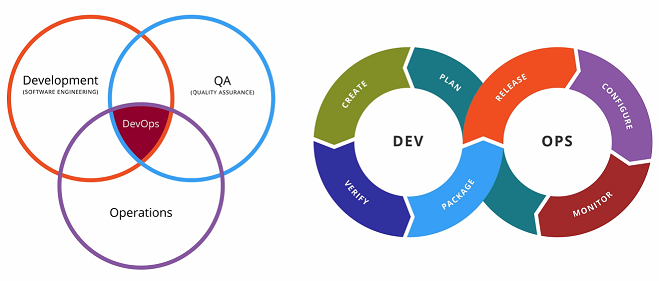 Development
(SOFTWARE ENGINEERING)
QA
(QUALITY ASSURANCE)
DevOps
Operations
CREATE
PLAN
RELEASE
CONFIGURE
DEV
OPS
VERIFY
PACKAGE
MONITOR